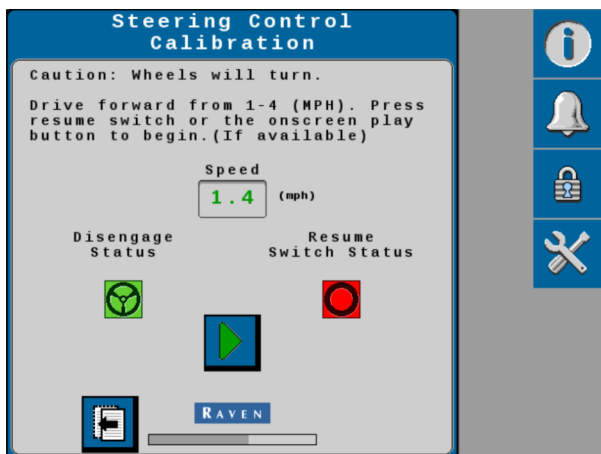 Steering Control
Calibration
Caution: Wheels will turn.
Drive forward from 1-4 (MPH). Press
resume switch or the onscreen play
button to begin.(If available)
Speed
1.4 (mph)
Disengage
Status
Resume
Switch Status
RAVEN